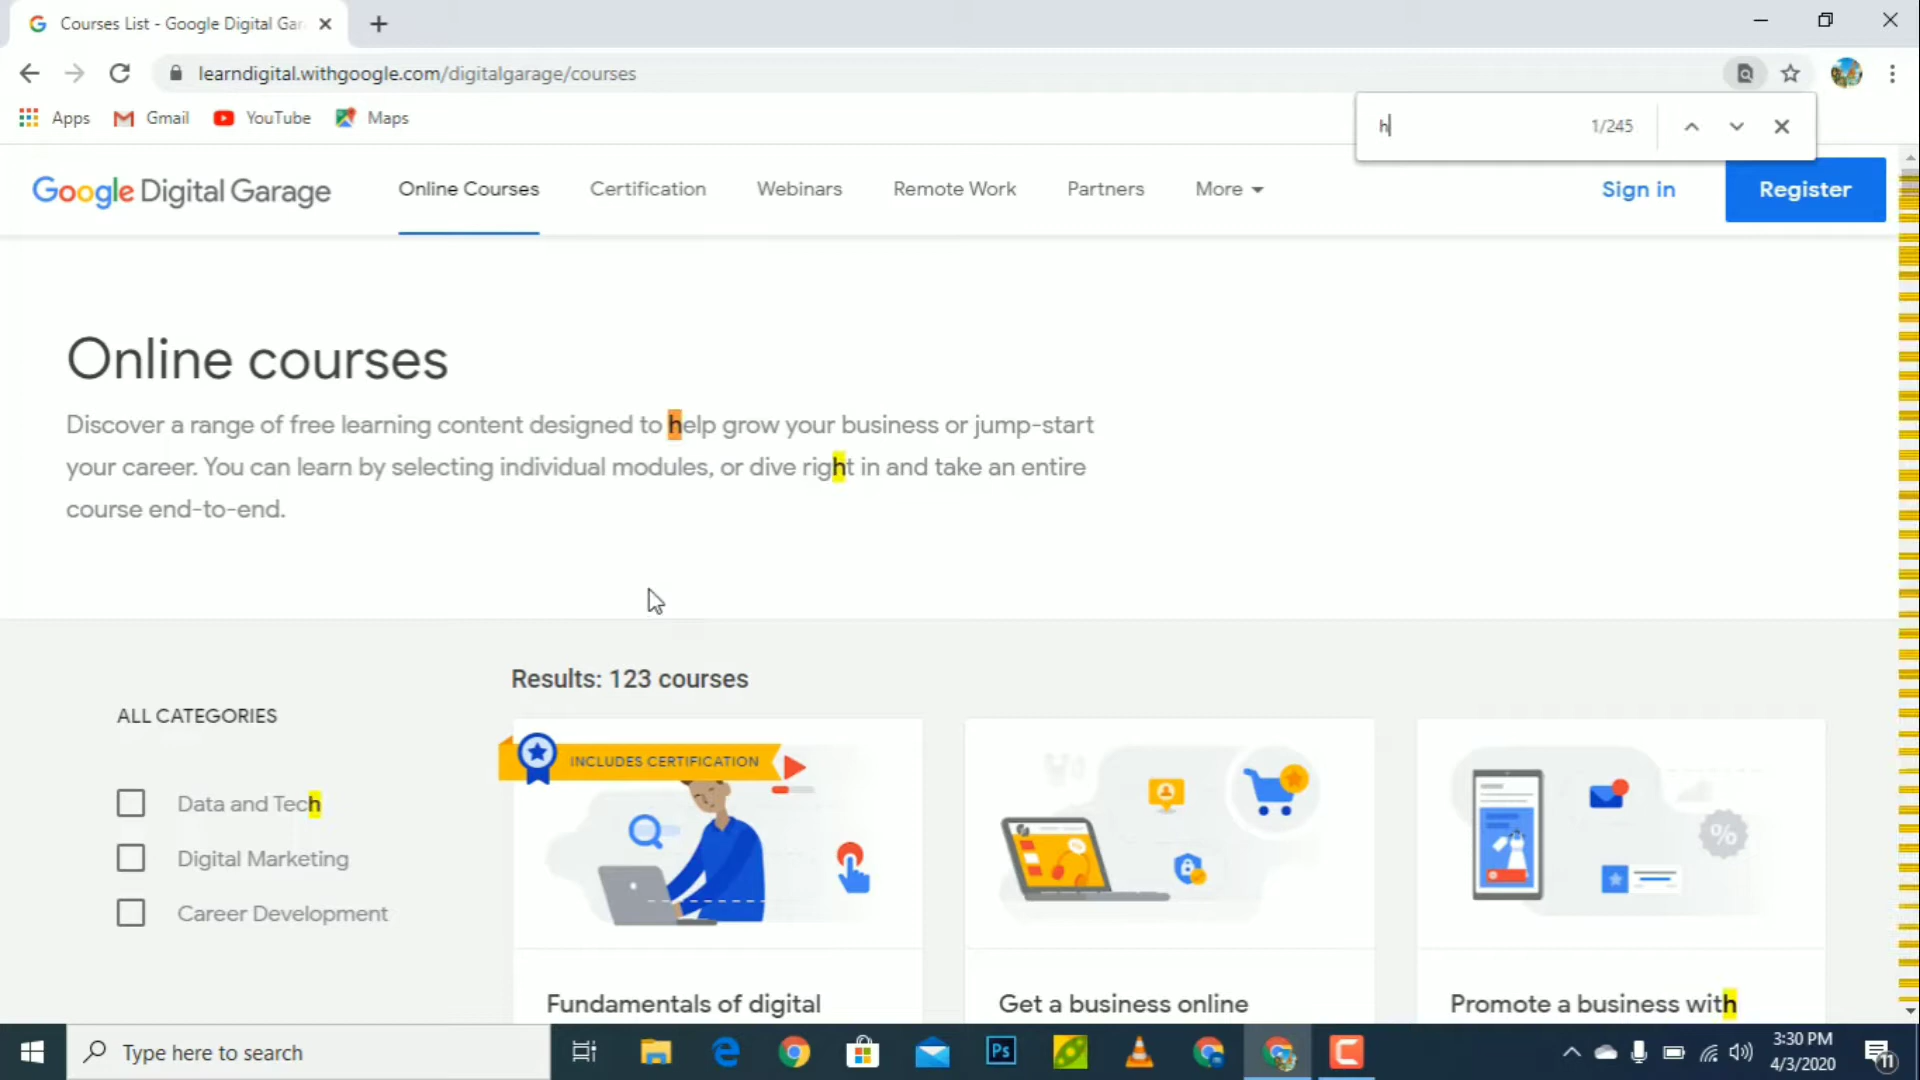 Courses List - Google Digital Gar
learndigital.withgoogle.com/digitalgarage/courses
Apps Gmail YouTube Maps
h 1/245
Google Digital Garage Online Courses Certification Webinars Remote Work Partners More Sign in Register
Online courses
Discover a range of free learning content designed to help grow your business or jump-start
your career. You can learn by selecting individual modules, or dive right in and take an entire
course end-to-end.
Results: 123 courses
ALL CATEGORIES
Data and Tech
Digital Marketing
Career Development
INCLUDES CERTIFICATION
%
Fundamentals of digital
Get a business online
Promote a business with
Type here to search
Ps
3:30 PM
4/3/2020
11